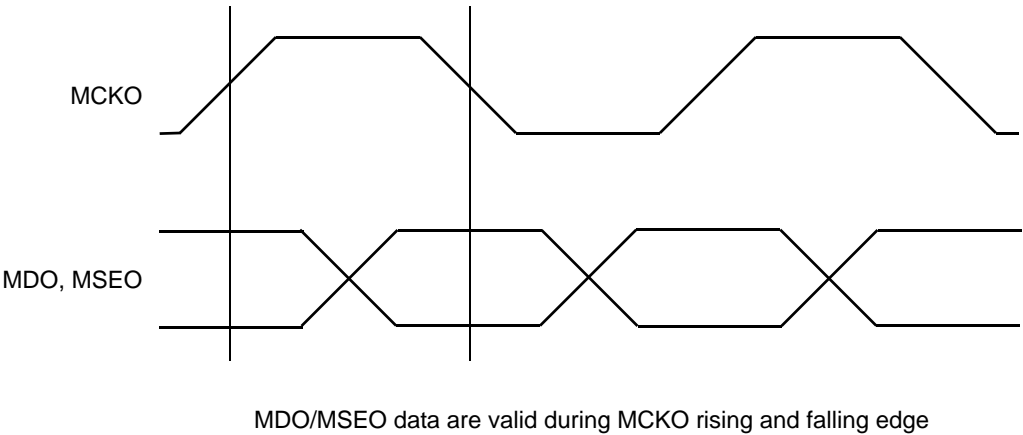 MCKO
MDO, MSEO
MDO/MSEO data are valid during MCKO rising and falling edge